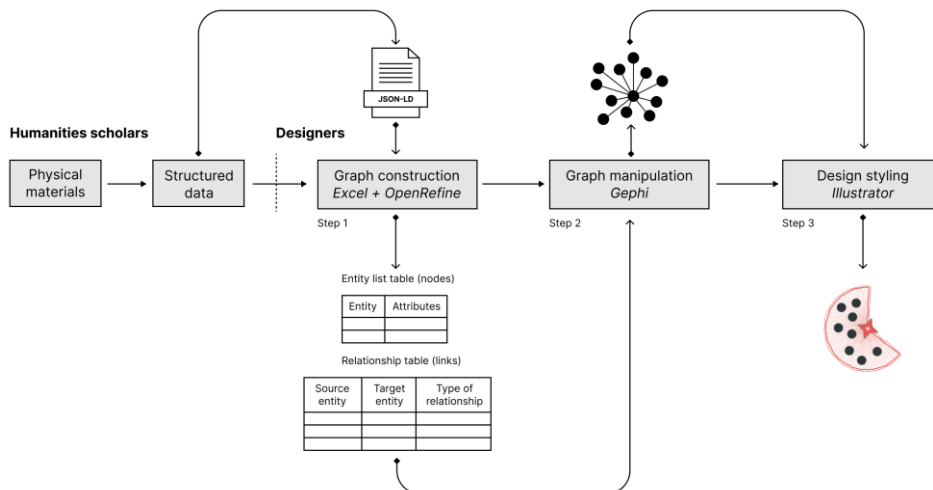 JSON-LD
Humanities scholars
Designers
Physical
materials
Structured
data
Graph construction
Excel + OpenRefine
Graph manipulation
Gephi
Design styling
Illustrator
Step 1
Step 2
Step 3
Entity list table (nodes)
Entity
Attributes
Relationship table (links)
Source
entity
Target
entity
Type of
relationship